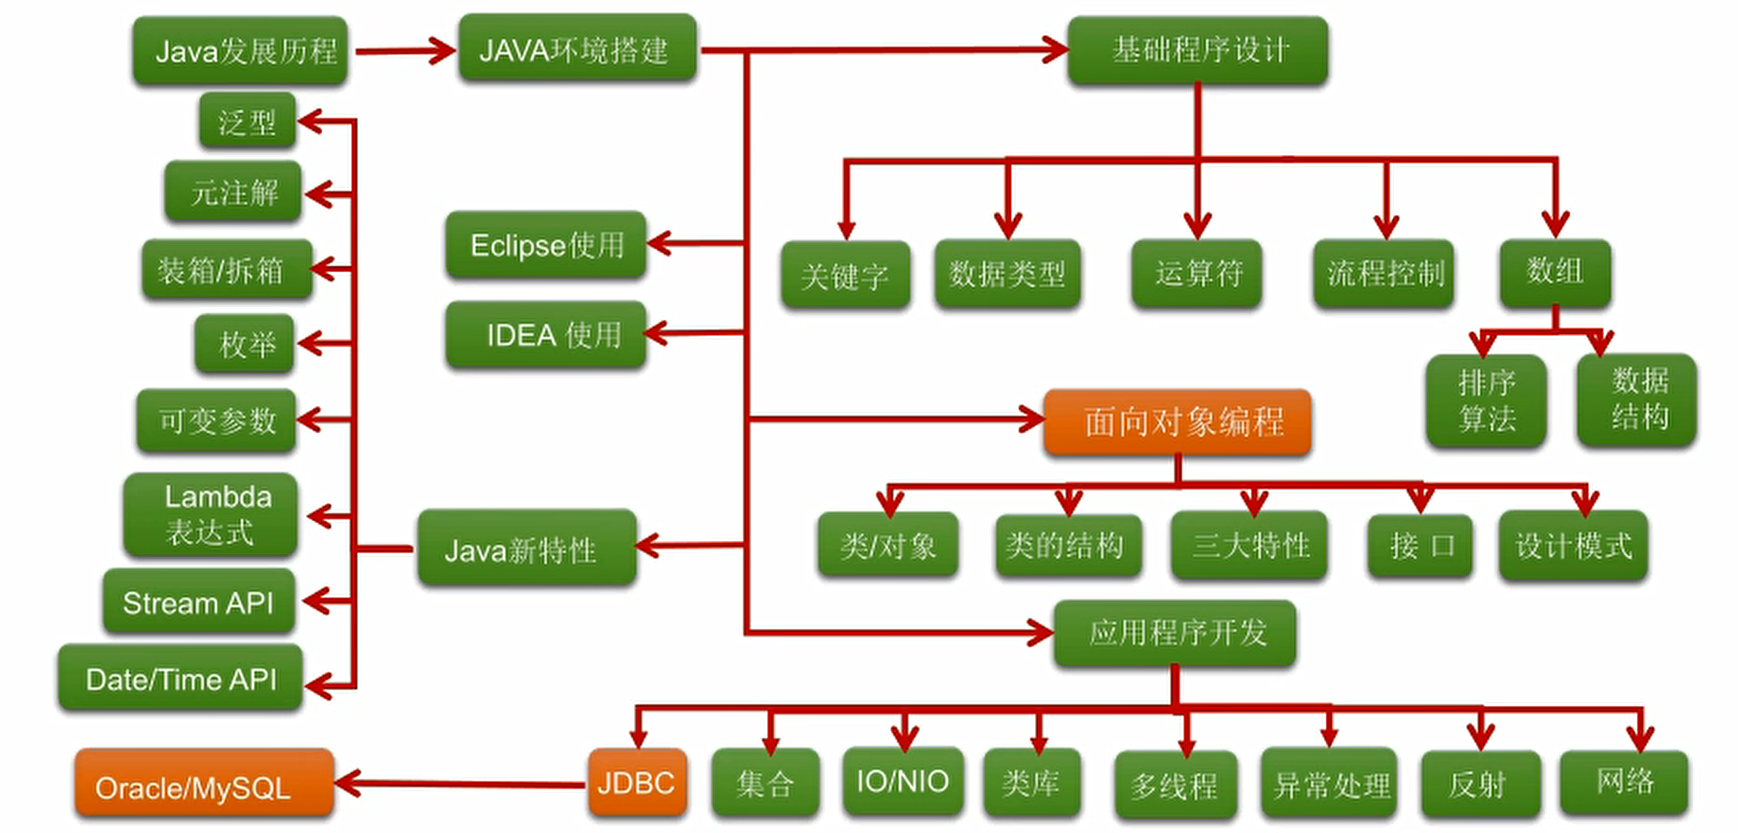 Java发展历程
JAVA环境搭建
基础程序设计
泛型
元注解
装箱/拆箱
枚举
可变参数
Lambda
表达式
Stream API
Date/Time API
Eclipse使用
IDEA 使用
Java新特性
关键字
数据类型
运算符
流程控制
数组
排序
算法
数据
结构
面向对象编程
类/对象
类的结构
三大特性
接 口
设计模式
应用程序开发
Oracle/MySQL
JDBC
集合
IO/NIO
类库
多线程
异常处理
反射
网络